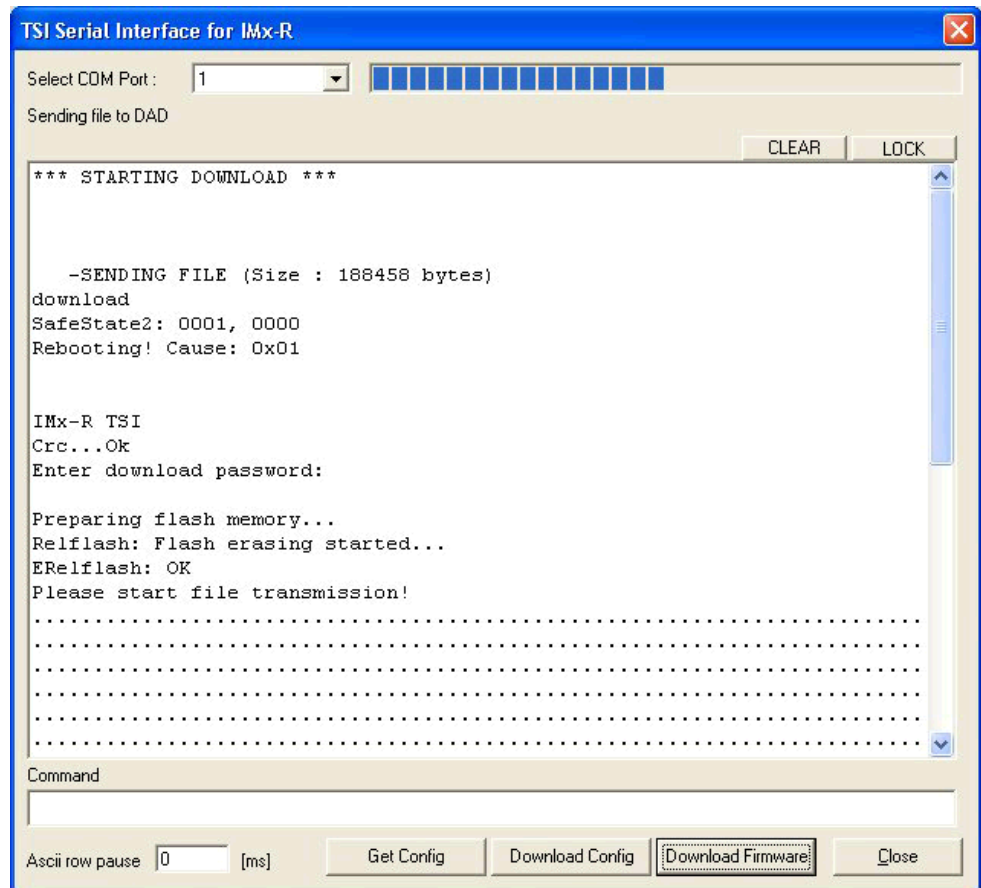 TSI Serial Interface for IMx-R
Select COM Port : 1
Sending file to DAD
CLEAR LOCK
*** STARTING DOWNLOAD ***
-SENDING FILE (Size : 188458 bytes)
download
SafeState2: 0001, 0000
Rebooting! Cause: 0x01
IMx-R TSI
Crc...Ok
Enter download password:
Preparing flash memory...
Relflash: Flash erasing started...
ERelflash: OK
Please start file transmission!
..........................................................................
..........................................................................
..........................................................................
..........................................................................
..........................................................................
..........................................................................
Command
Ascii row pause 0 [ms] Get Config Download Config Download Firmware Close